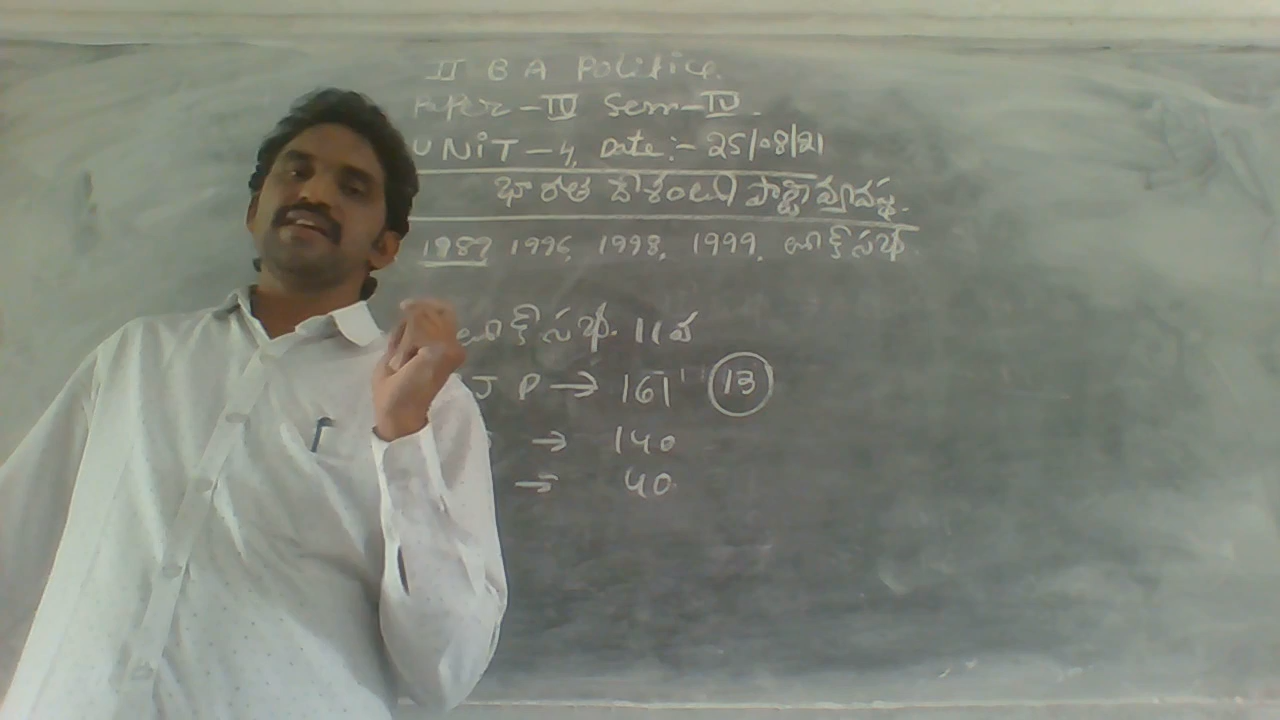 II B A Politics.
Paper - IV Sem - IV.
UNiT - 4, Date:- 25/08/21
భారత దేశంలో పార్టీ వ్యవస్థ.
1989 1996, 1998, 1999, లోక్ సభ
లోక్ సభ. 11వ
J P → 161 13
→ 140
→ 40